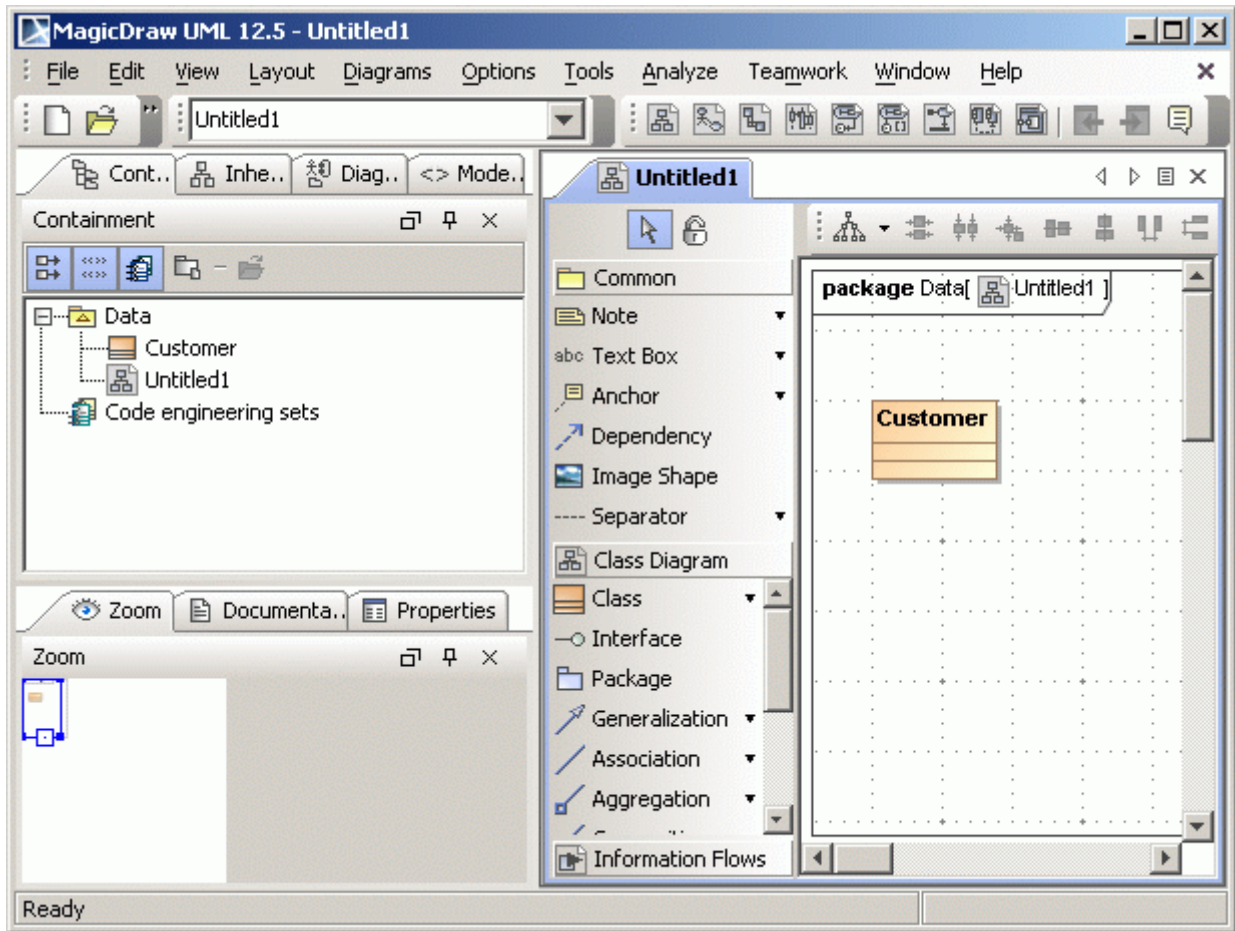 MagicDraw UML 12.5 - Untitled1
File Edit View Layout Diagrams Options Tools Analyze Teamwork Window Help
Untitled1
Cont.. Inhe.. Diag.. <> Mode..
Containment
Data
Customer
Untitled1
Code engineering sets
Zoom Documenta.. Properties
Zoom
Untitled1
Common
Note
abc Text Box
Anchor
Dependency
Image Shape
---- Separator
Class Diagram
Class
Interface
Package
Generalization
Association
Aggregation
Information Flows
package Data[ Untitled1 ]
Customer
Ready